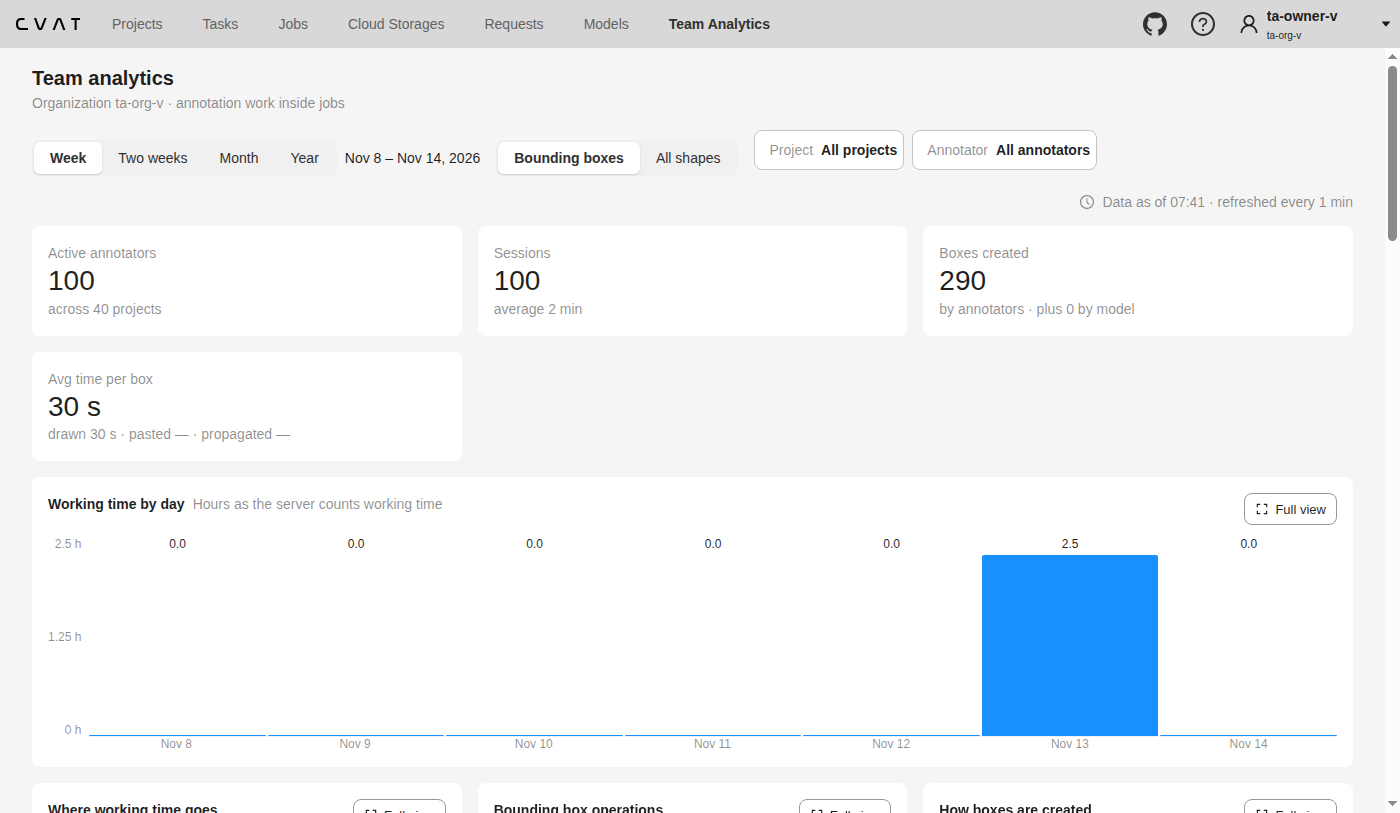 CVAT Projects Tasks Jobs Cloud Storages Requests Models Team Analytics ta-owner-v
ta-org-v
Team analytics
Organization ta-org-v · annotation work inside jobs
Week Two weeks Month Year Nov 8 – Nov 14, 2026 Bounding boxes All shapes Project All projects Annotator All annotators
Data as of 07:41 · refreshed every 1 min
Active annotators
100
across 40 projects
Sessions
100
average 2 min
Boxes created
290
by annotators · plus 0 by model
Avg time per box
30 s
drawn 30 s · pasted — · propagated —
Working time by day Hours as the server counts working time
Full view
2.5 h 0.0 0.0 0.0 0.0 0.0 2.5 0.0
1.25 h
0 h
Nov 8 Nov 9 Nov 10 Nov 11 Nov 12 Nov 13 Nov 14
Where working time goes Full view
Bounding box operations Full view
How boxes are created Full view